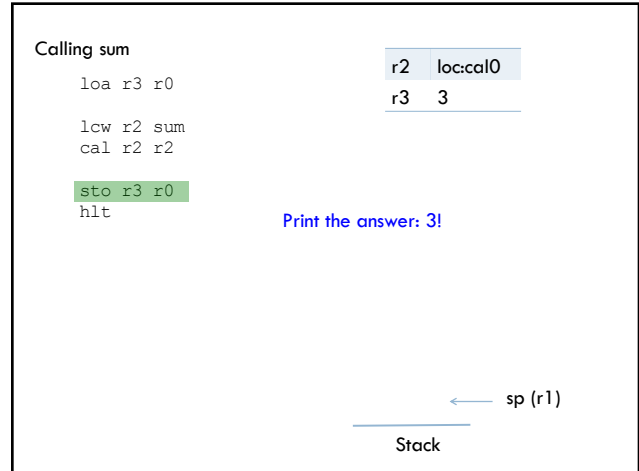 Calling sum
loa r3 r0
lcw r2 sum
cal r2 r2
sto r3 r0
hlt
r2 loc:cal0
r3 3
Print the answer: 3!
sp (r1)
Stack